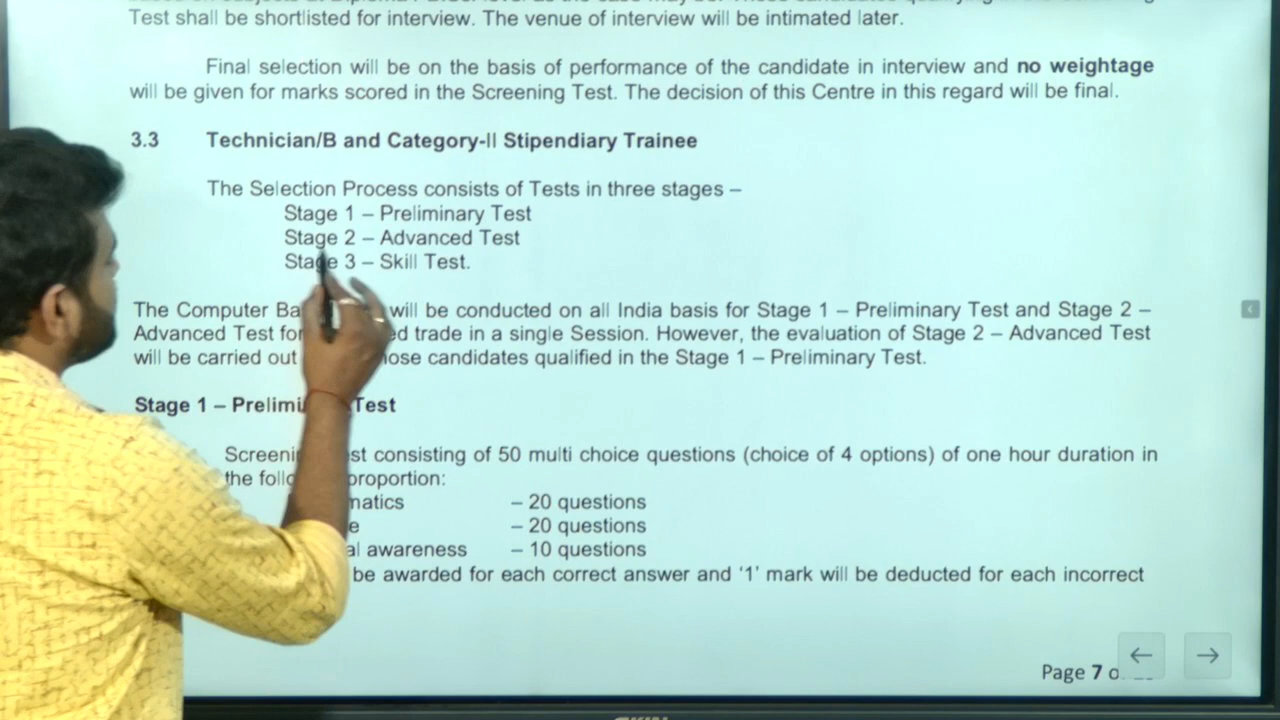 Test shall be shortlisted for interview. The venue of interview will be intimated later.
Final selection will be on the basis of performance of the candidate in interview and no weightage
will be given for marks scored in the Screening Test. The decision of this Centre in this regard will be final.
3.3 Technician/B and Category-II Stipendiary Trainee
The Selection Process consists of Tests in three stages –
Stage 1 – Preliminary Test
Stage 2 – Advanced Test
Stage 3 – Skill Test.
The Computer Ba will be conducted on all India basis for Stage 1 – Preliminary Test and Stage 2 –
Advanced Test for ed trade in a single Session. However, the evaluation of Stage 2 – Advanced Test
will be carried out ose candidates qualified in the Stage 1 – Preliminary Test.
Stage 1 – Prelimi Test
Screeni st consisting of 50 multi choice questions (choice of 4 options) of one hour duration in
the follo proportion:
matics – 20 questions
e – 20 questions
al awareness – 10 questions
be awarded for each correct answer and ‘1’ mark will be deducted for each incorrect
Page 7 o